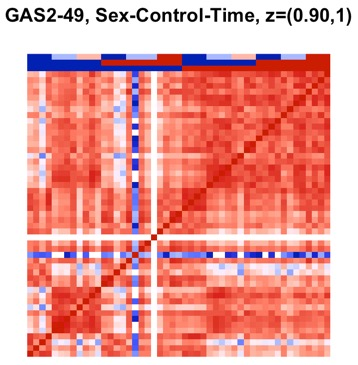 GAS2-49, Sex-Control-Time, z=(0.90,1)